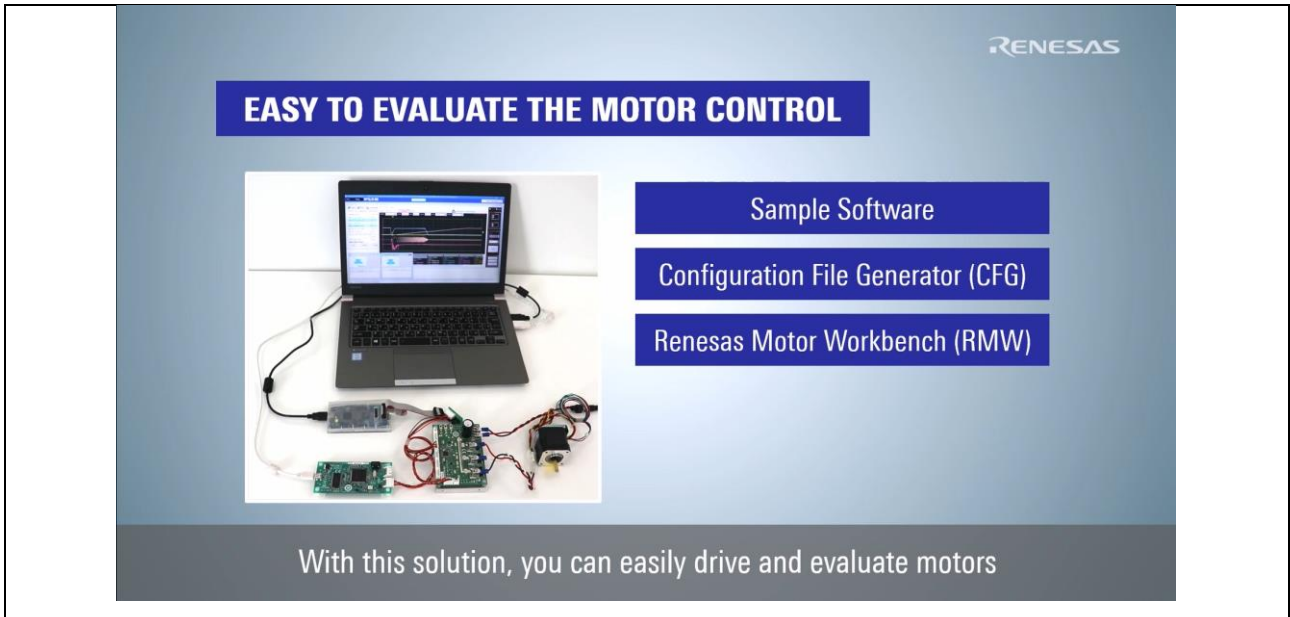 RENESAS
EASY TO EVALUATE THE MOTOR CONTROL
Sample Software
Configuration File Generator (CFG)
Renesas Motor Workbench (RMW)
With this solution, you can easily drive and evaluate motors